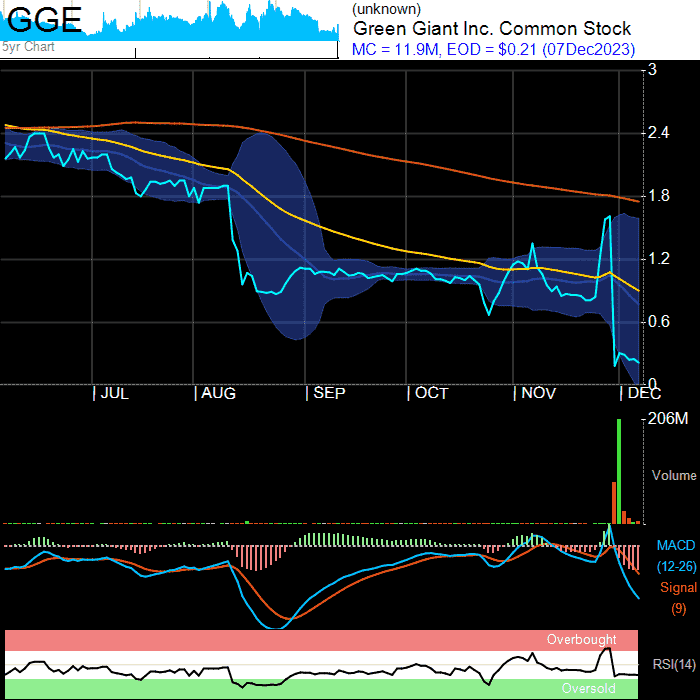 GGE
5yr Chart
(unknown)
Green Giant Inc. Common Stock
MC = 11.9M, EOD = $0.21 (07Dec2023)
3
2.4
1.8
1.2
0.6
0
JUL AUG SEP OCT NOV DEC
206M
Volume
MACD
(12-26)
Signal
(9)
Overbought
RSI(14)
Oversold